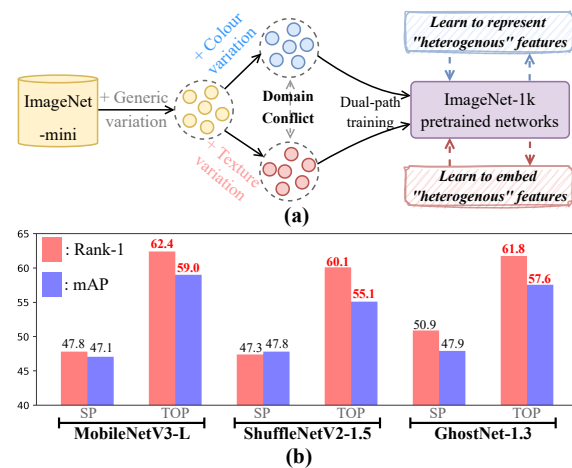 ImageNet
-mini
+ Generic
variation
+ Colour
variation
+ Texture
variation
Domain
Conflict
Dual-path
training
Learn to represent
"heterogenous" features
ImageNet-1k
pretrained networks
Learn to embed
"heterogenous" features
(a)
65
60
55
50
45
40
: Rank-1
: mAP
47.8
47.1
62.4
59.0
47.3
47.8
60.1
55.1
50.9
47.9
61.8
57.6
SP
TOP
SP
TOP
SP
TOP
MobileNetV3-L
ShuffleNetV2-1.5
GhostNet-1.3
(b)